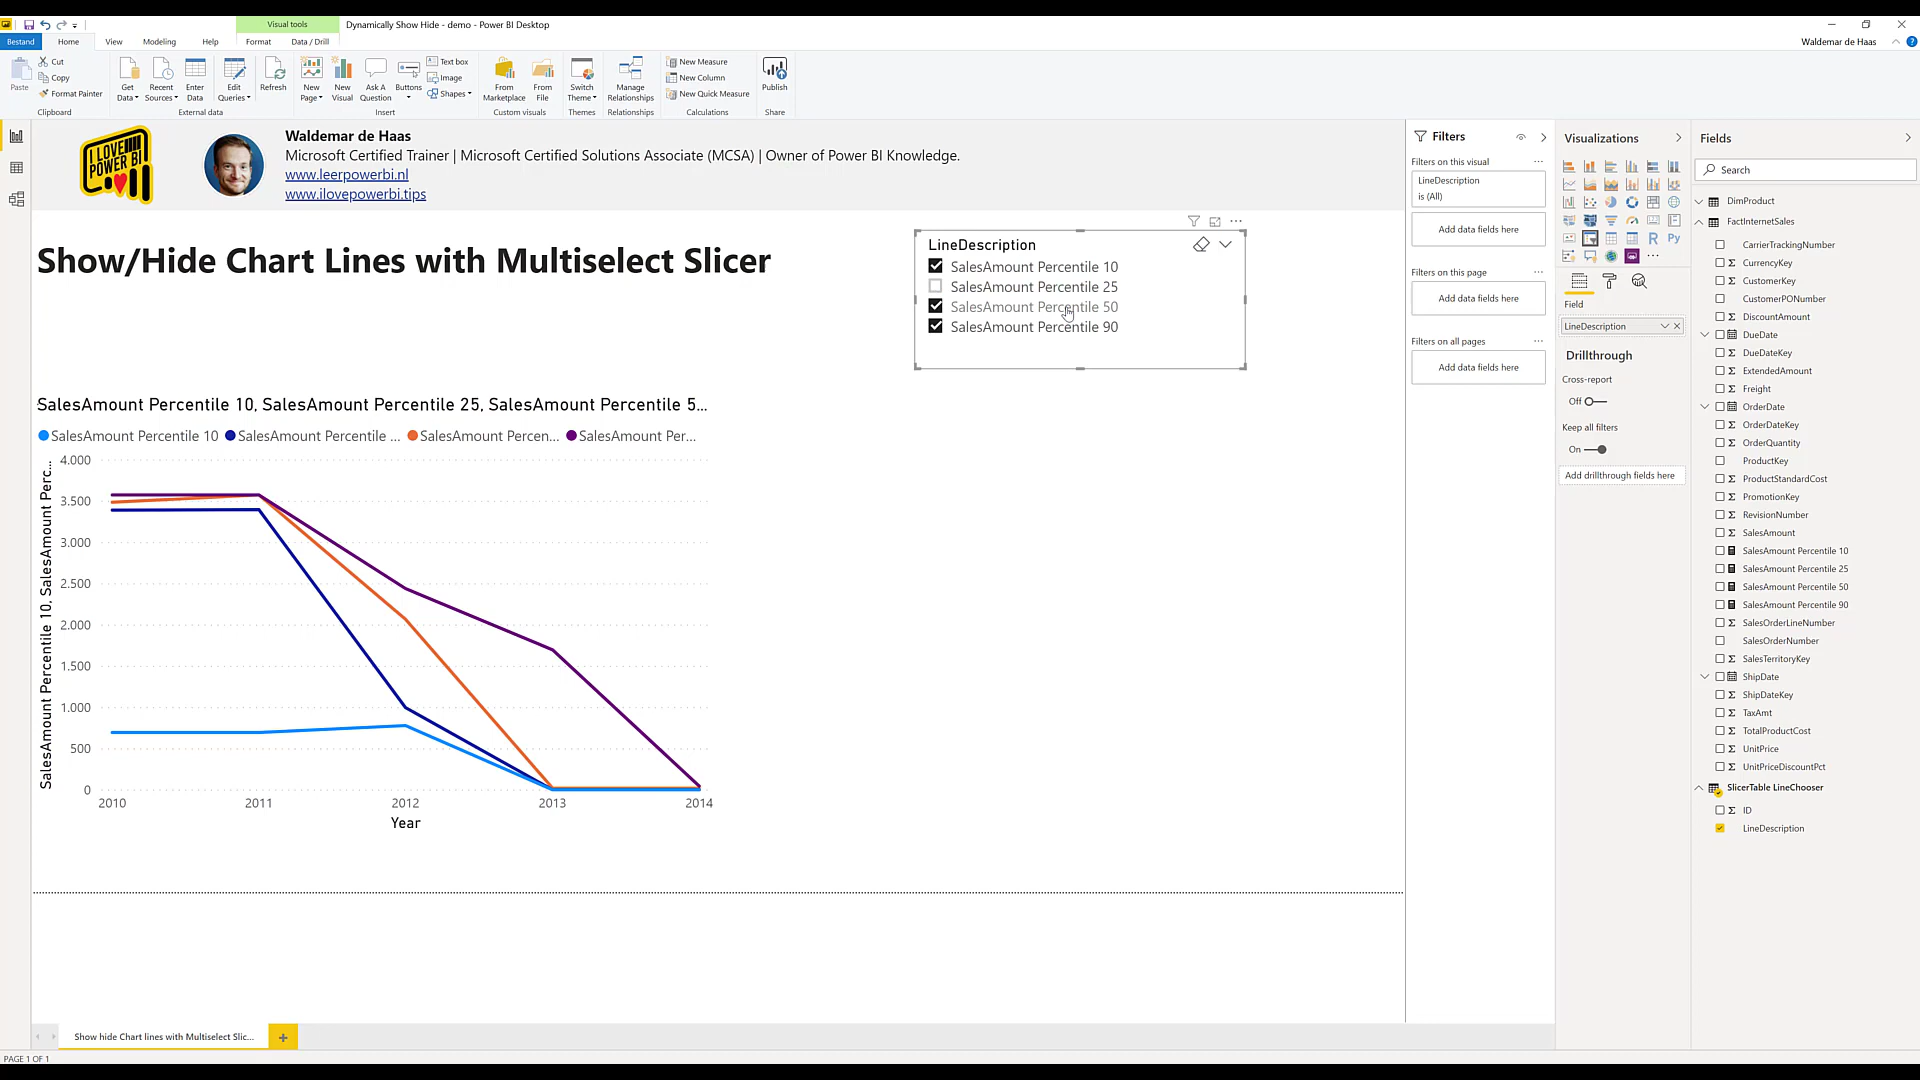 Visual tools
Dynamically Show Hide - demo - Power BI Desktop
Bestand
Home
View
Modeling
Help
Format
Data / Drill
Waldemar de Haas
Paste
Cut
Copy
Format Painter
Clipboard
Get Data
Recent Sources
Enter Data
Edit Queries
Refresh
External data
New Page
New Visual
Ask A Question
Buttons
Text box
Image
Shapes
Insert
From Marketplace
From File
Custom visuals
Switch Theme
Themes
Manage Relationships
Relationships
New Measure
New Column
New Quick Measure
Calculations
Publish
Share
I LOVE
POWER BI
Waldemar de Haas
Microsoft Certified Trainer | Microsoft Certified Solutions Associate (MCSA) | Owner of Power BI Knowledge.
www.leerpowerbi.nl
www.ilovepowerbi.tips
Show/Hide Chart Lines with Multiselect Slicer
LineDescription
SalesAmount Percentile 10
SalesAmount Percentile 25
SalesAmount Percentile 50
SalesAmount Percentile 90
SalesAmount Percentile 10, SalesAmount Percentile 25, SalesAmount Percentile 5...
SalesAmount Percentile 10
SalesAmount Percentile ...
SalesAmount Percen...
SalesAmount Per...
SalesAmount Percentile 10, SalesAmount Perc...
4.000
3.500
3.000
2.500
2.000
1.500
1.000
500
0
2010
2011
2012
2013
2014
Year
Show hide Chart lines with Multiselect Slic...
PAGE 1 OF 1
Filters
Filters on this visual
LineDescription
is (All)
Add data fields here
Filters on this page
Add data fields here
Filters on all pages
Add data fields here
Visualizations
R
Py
Field
LineDescription
Drillthrough
Cross-report
Off
Keep all filters
On
Add drillthrough fields here
Fields
Search
DimProduct
FactInternetSales
CarrierTrackingNumber
CurrencyKey
CustomerKey
CustomerPONumber
DiscountAmount
DueDate
DueDateKey
ExtendedAmount
Freight
OrderDate
OrderDateKey
OrderQuantity
ProductKey
ProductStandardCost
PromotionKey
RevisionNumber
SalesAmount
SalesAmount Percentile 10
SalesAmount Percentile 25
SalesAmount Percentile 50
SalesAmount Percentile 90
SalesOrderLineNumber
SalesOrderNumber
SalesTerritoryKey
ShipDate
ShipDateKey
TaxAmt
TotalProductCost
UnitPrice
UnitPriceDiscountPct
SlicerTable LineChooser
ID
LineDescription